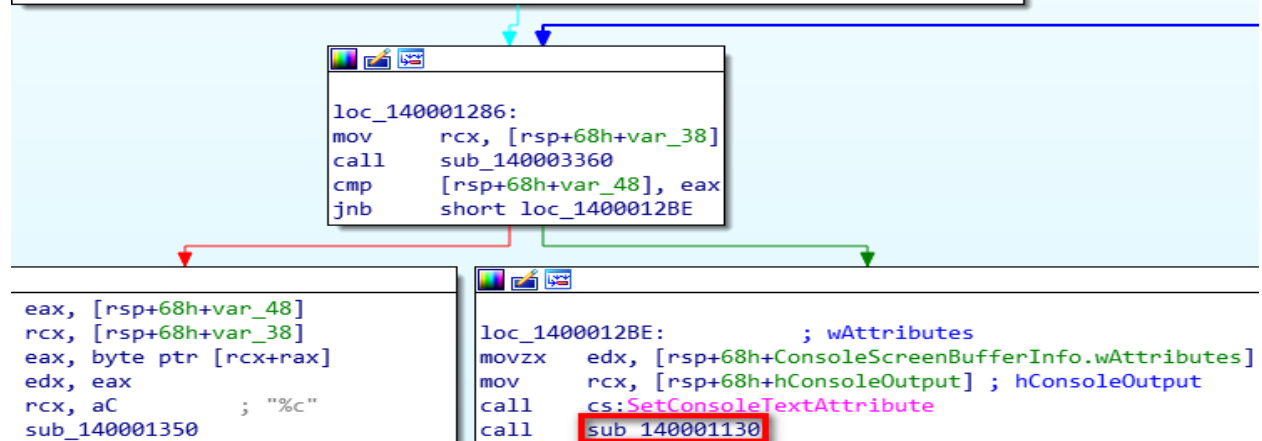 loc_140001286:
mov     rcx, [rsp+68h+var_38]
call    sub_140003360
cmp     [rsp+68h+var_48], eax
jnb     short loc_1400012BE
eax, [rsp+68h+var_48]
rcx, [rsp+68h+var_38]
eax, byte ptr [rcx+rax]
edx, eax
rcx, aC         ; "%c"
sub_140001350
loc_1400012BE:          ; wAttributes
movzx   edx, [rsp+68h+ConsoleScreenBufferInfo.wAttributes]
mov     rcx, [rsp+68h+hConsoleOutput] ; hConsoleOutput
call    cs:SetConsoleTextAttribute
call    sub_140001130